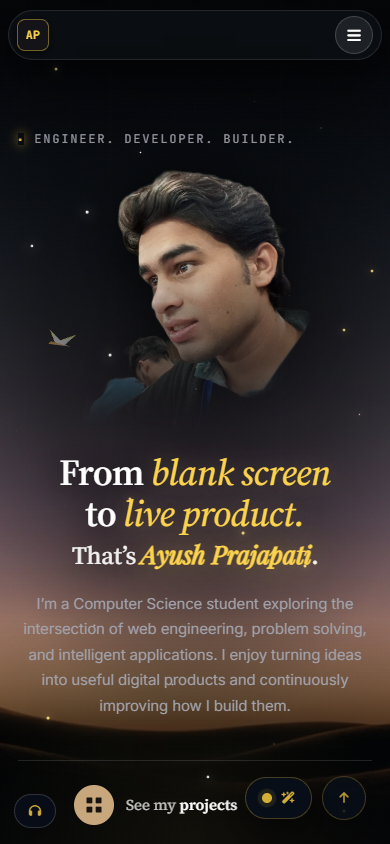 AP
ENGINEER. DEVELOPER. BUILDER.
From blank screen
to live product.
That's Ayush Prajapati.
I'm a Computer Science student exploring the
intersection of web engineering, problem solving,
and intelligent applications. I enjoy turning ideas
into useful digital products and continuously
improving how I build them.
See my projects